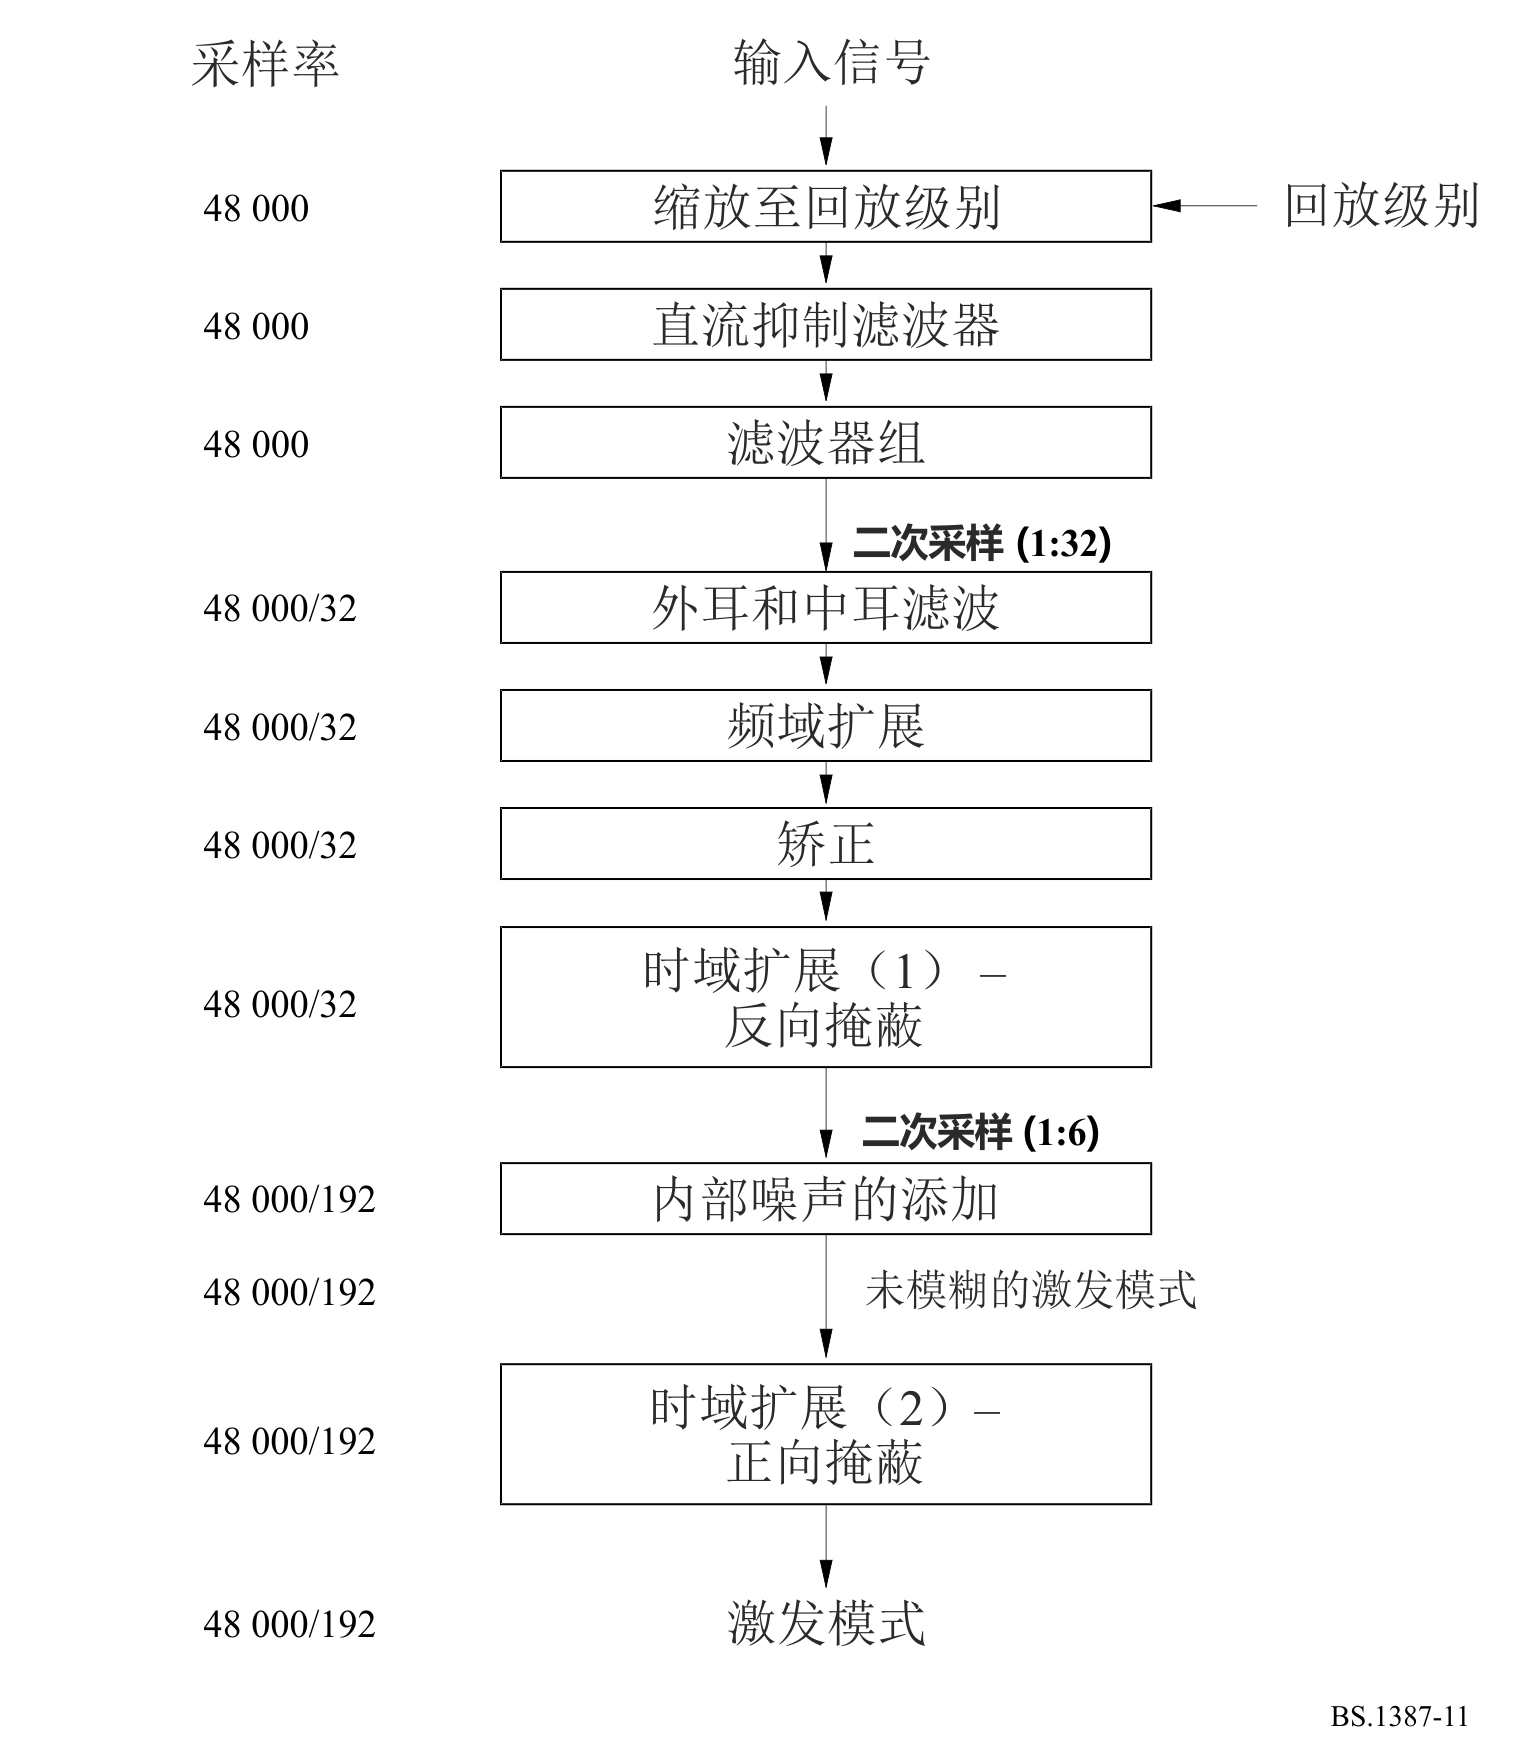 采样率 输入信号
48 000 缩放至回放级别 回放级别
48 000 直流抑制滤波器
48 000 滤波器组
二次采样 (1:32)
48 000/32 外耳和中耳滤波
48 000/32 频域扩展
48 000/32 矫正
时域扩展（1） –
48 000/32
反向掩蔽
二次采样 (1:6)
48 000/192 内部噪声的添加
48 000/192 未模糊的激发模式
时域扩展（2）–
48 000/192
正向掩蔽
48 000/192 激发模式
BS.1387-11